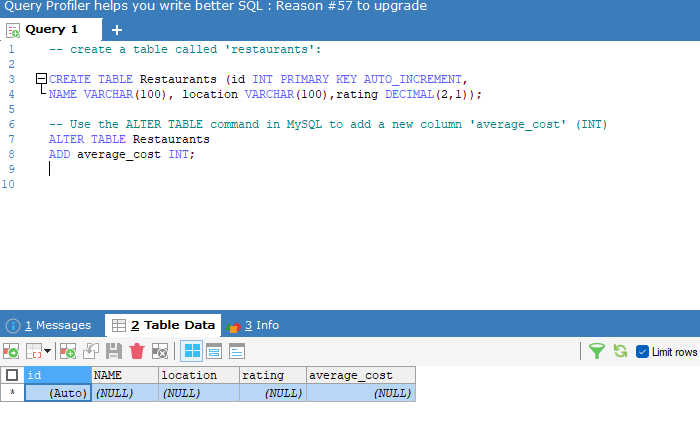 Query Profiler helps you write better SQL : Reason #57 to upgrade
Query 1 +
1 -- create a table called 'restaurants':
2
3 CREATE TABLE Restaurants (id INT PRIMARY KEY AUTO_INCREMENT,
4 NAME VARCHAR(100), location VARCHAR(100),rating DECIMAL(2,1));
5
6 -- Use the ALTER TABLE command in MySQL to add a new column 'average_cost' (INT)
7 ALTER TABLE Restaurants
8 ADD average_cost INT;
9
10
1 Messages 2 Table Data 3 Info
Limit rows
id NAME location rating average_cost
* (Auto) (NULL) (NULL) (NULL) (NULL)